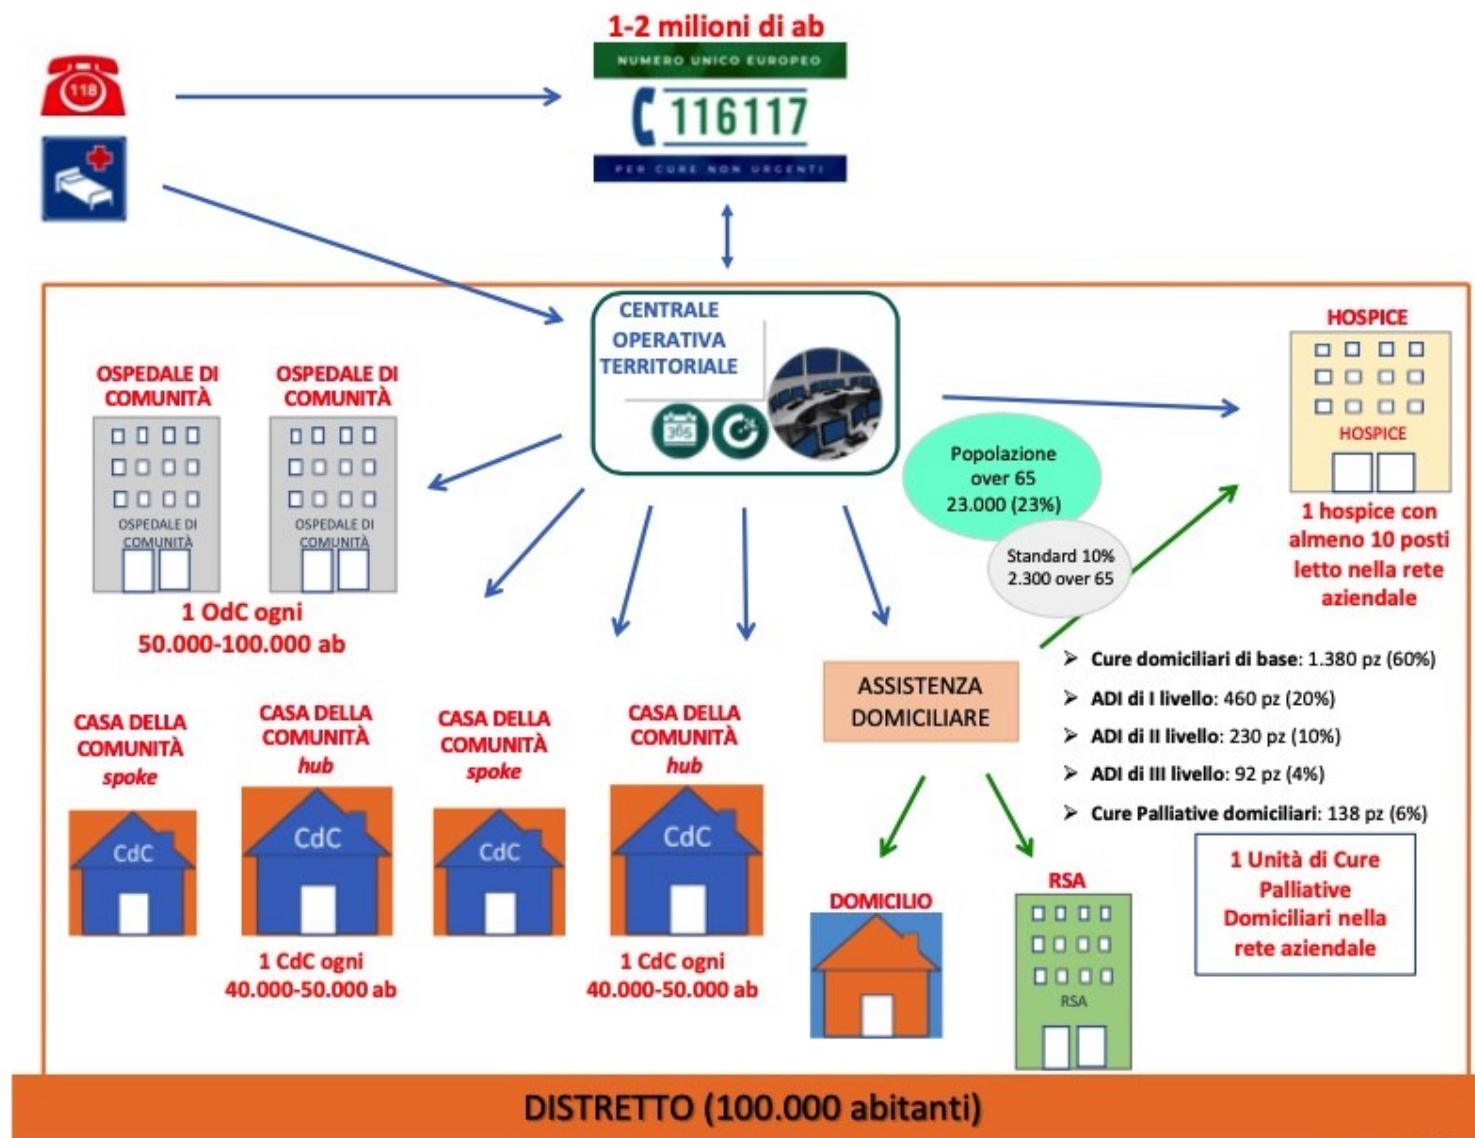 1-2 milioni di ab
NUMERO UNICO EUROPEO
116117
PER CURE NON URGENTI
118
CENTRALE
OPERATIVA
TERRITORIALE
365
24
OSPEDALE DI
COMUNITÀ
OSPEDALE DI
COMUNITÀ
OSPEDALE DI
COMUNITÀ
OSPEDALE DI
COMUNITÀ
1 OdC ogni
50.000-100.000 ab
HOSPICE
HOSPICE
1 hospice con
almeno 10 posti
letto nella rete
aziendale
Popolazione
over 65
23.000 (23%)
Standard 10%
2.300 over 65
ASSISTENZA
DOMICILIARE
➢ Cure domiciliari di base: 1.380 pz (60%)
➢ ADI di I livello: 460 pz (20%)
➢ ADI di II livello: 230 pz (10%)
➢ ADI di III livello: 92 pz (4%)
➢ Cure Palliative domiciliari: 138 pz (6%)
1 Unità di Cure
Palliative
Domiciliari nella
rete aziendale
CASA DELLA
COMUNITÀ
spoke
CdC
CASA DELLA
COMUNITÀ
hub
CdC
1 CdC ogni
40.000-50.000 ab
CASA DELLA
COMUNITÀ
spoke
CdC
CASA DELLA
COMUNITÀ
hub
CdC
1 CdC ogni
40.000-50.000 ab
DOMICILIO
RSA
RSA
DISTRETTO (100.000 abitanti)